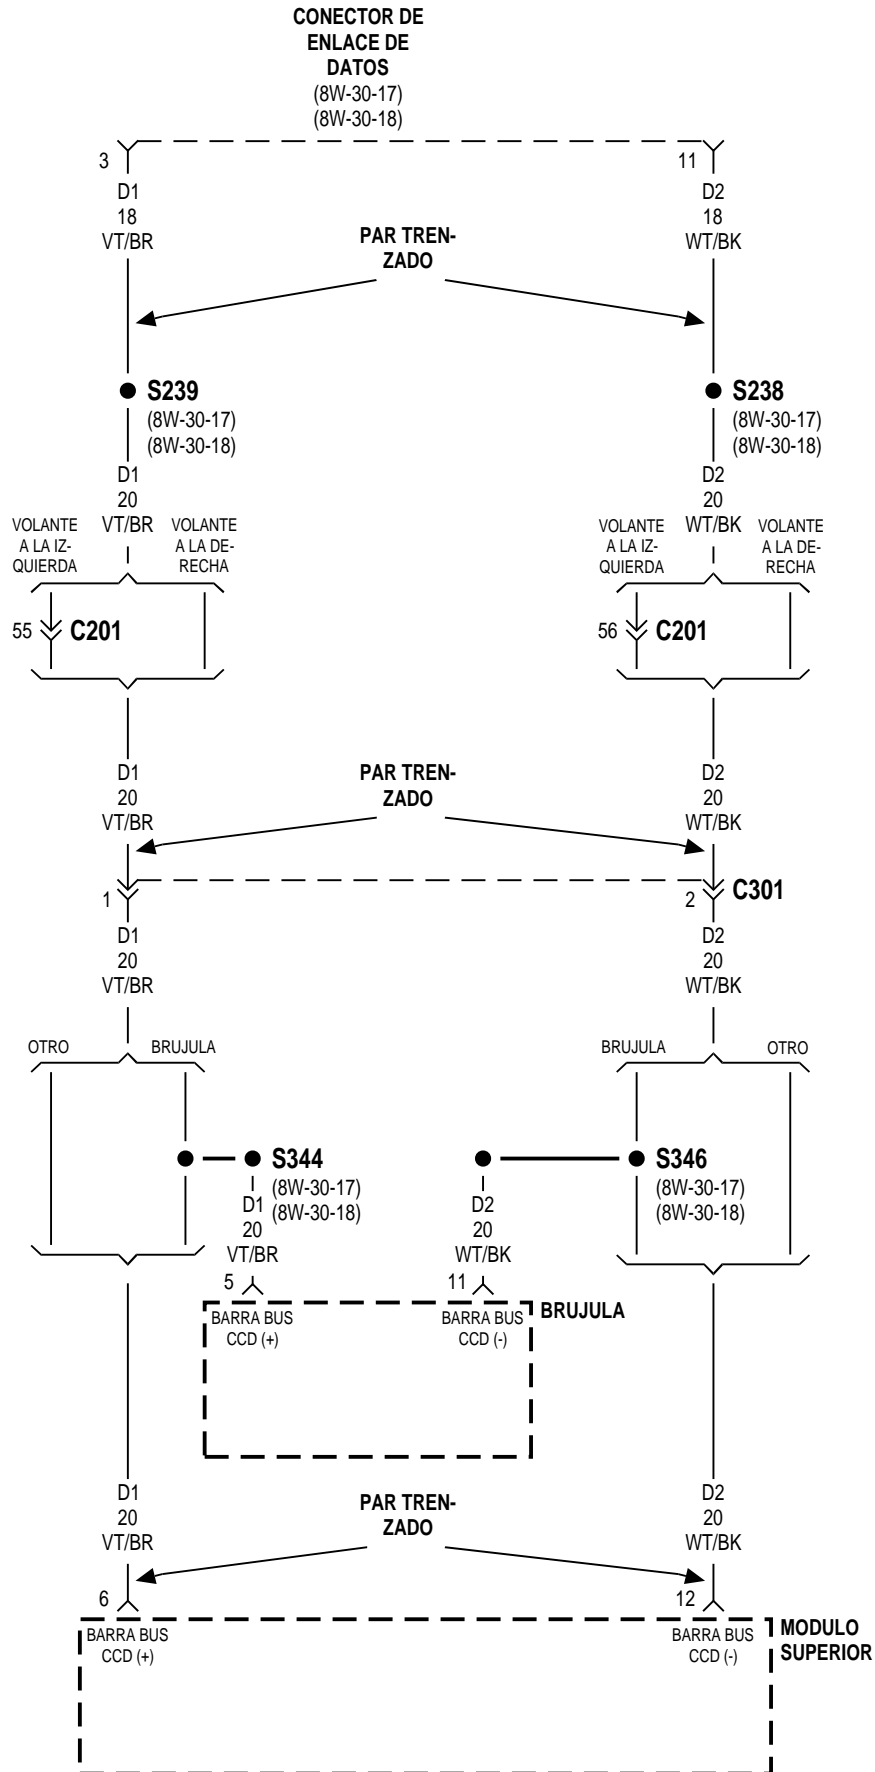 CONECTOR DE
ENLACE DE
DATOS
(8W-30-17)
(8W-30-18)
3
11
D1
18
VT/BR
D2
18
WT/BK
PAR TREN-
ZADO
S239
(8W-30-17)
(8W-30-18)
S238
(8W-30-17)
(8W-30-18)
D1
20
VT/BR
D2
20
WT/BK
VOLANTE
A LA IZ-
QUIERDA
VOLANTE
A LA DE-
RECHA
VOLANTE
A LA IZ-
QUIERDA
VOLANTE
A LA DE-
RECHA
55
C201
56
C201
D1
20
VT/BR
PAR TREN-
ZADO
D2
20
WT/BK
1
2
C301
D1
20
VT/BR
D2
20
WT/BK
OTRO
BRUJULA
BRUJULA
OTRO
S344
(8W-30-17)
(8W-30-18)
S346
(8W-30-17)
(8W-30-18)
D1
20
VT/BR
D2
20
WT/BK
5
11
BRUJULA
BARRA BUS
CCD (+)
BARRA BUS
CCD (-)
D1
20
VT/BR
PAR TREN-
ZADO
D2
20
WT/BK
6
12
BARRA BUS
CCD (+)
BARRA BUS
CCD (-)
MODULO
SUPERIOR